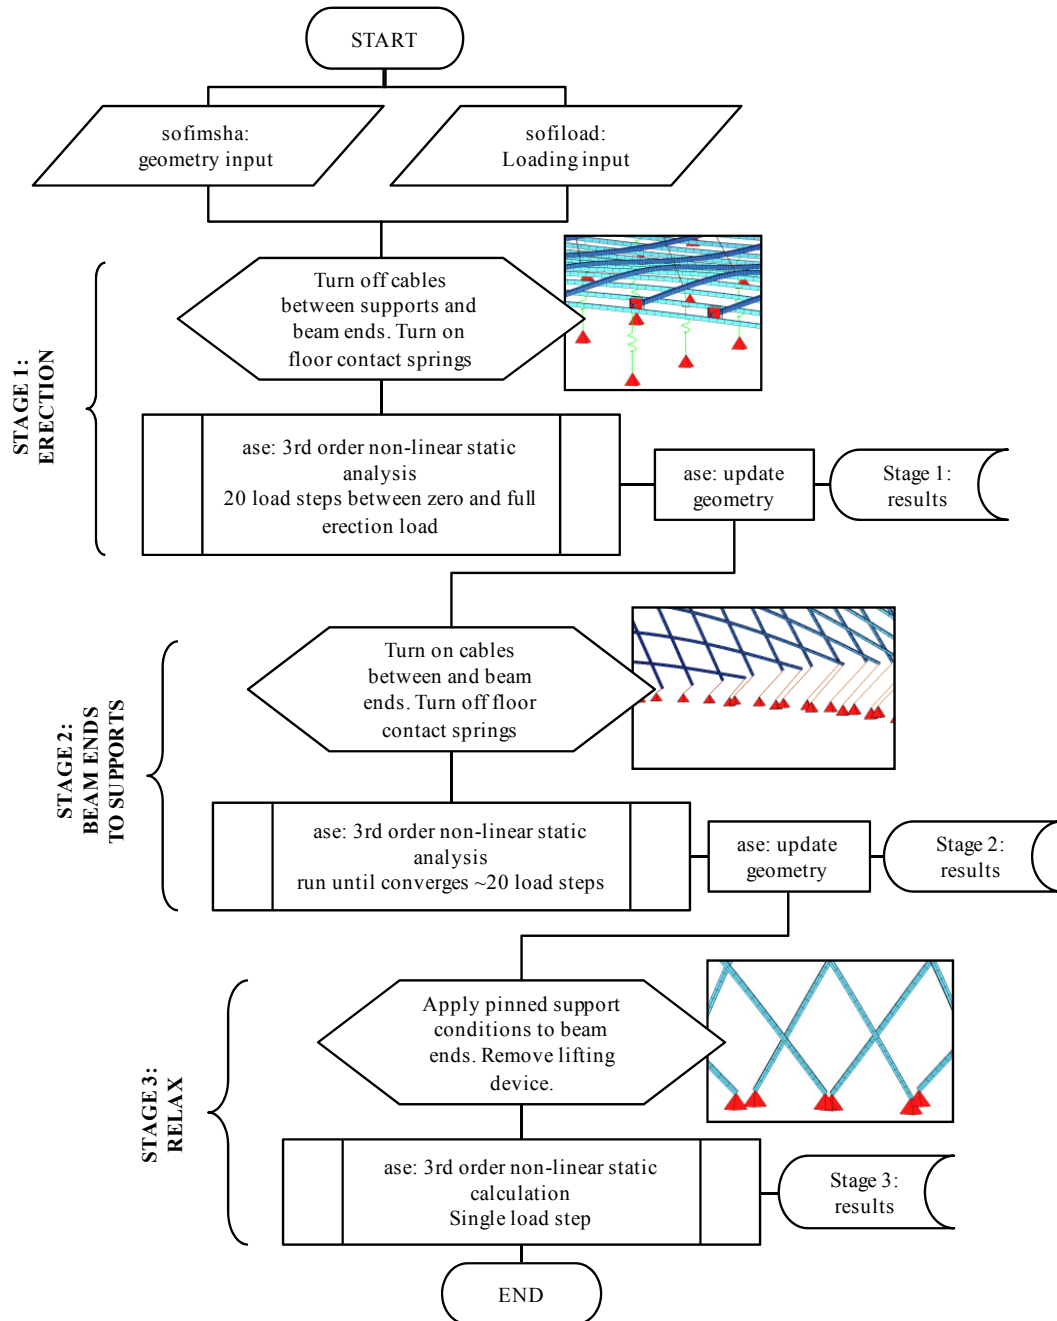 START
sofimsha:
geometry input
sofiload:
Loading input
STAGE 1:
ERECTION
Turn off cables
between supports and
beam ends. Turn on
floor contact springs
ase: 3rd order non-linear static
analysis
20 load steps between zero and full
erection load
ase: update
geometry
Stage 1:
results
STAGE 2:
BEAM ENDS
TO SUPPORTS
Turn on cables
between and beam
ends. Turn off floor
contact springs
ase: 3rd order non-linear static
analysis
run until converges ~20 load steps
ase: update
geometry
Stage 2:
results
STAGE 3:
RELAX
Apply pinned support
conditions to beam
ends. Remove lifting
device.
ase: 3rd order non-linear static
calculation
Single load step
Stage 3:
results
END